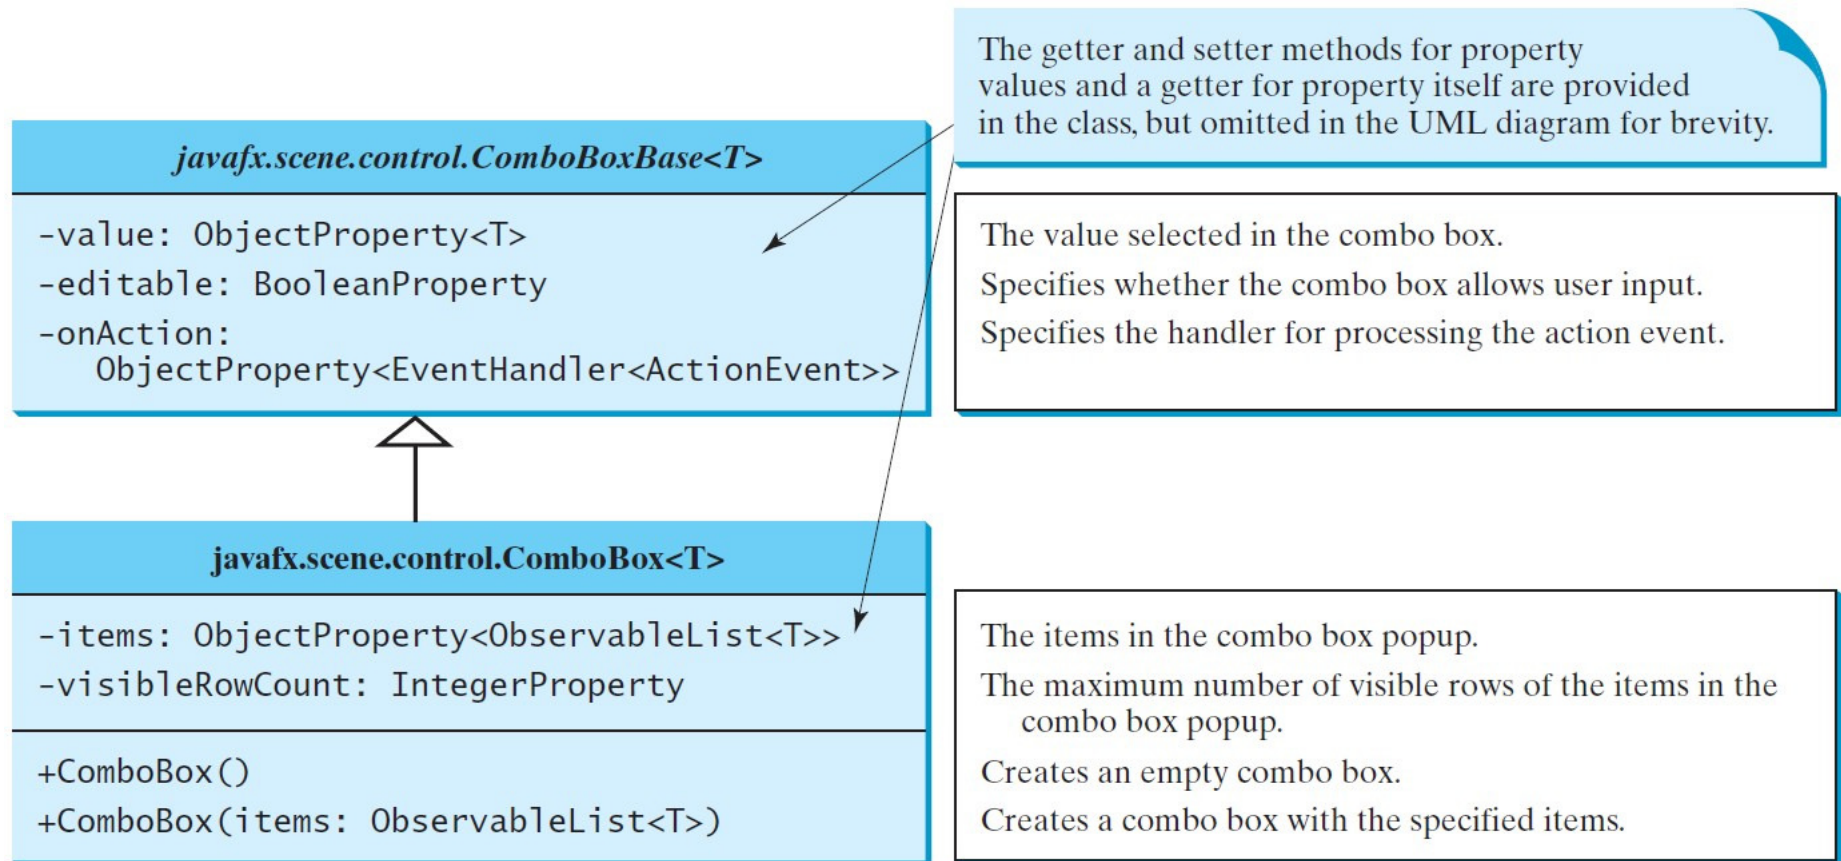 The getter and setter methods for property
values and a getter for property itself are provided
in the class, but omitted in the UML diagram for brevity.
javafx.scene.control.ComboBoxBase<T>
-value: ObjectProperty<T>
-editable: BooleanProperty
-onAction:
ObjectProperty<EventHandler<ActionEvent>>
The value selected in the combo box.
Specifies whether the combo box allows user input.
Specifies the handler for processing the action event.
javafx.scene.control.ComboBox<T>
-items: ObjectProperty<ObservableList<T>>
-visibleRowCount: IntegerProperty
+ComboBox()
+ComboBox(items: ObservableList<T>)
The items in the combo box popup.
The maximum number of visible rows of the items in the
combo box popup.
Creates an empty combo box.
Creates a combo box with the specified items.